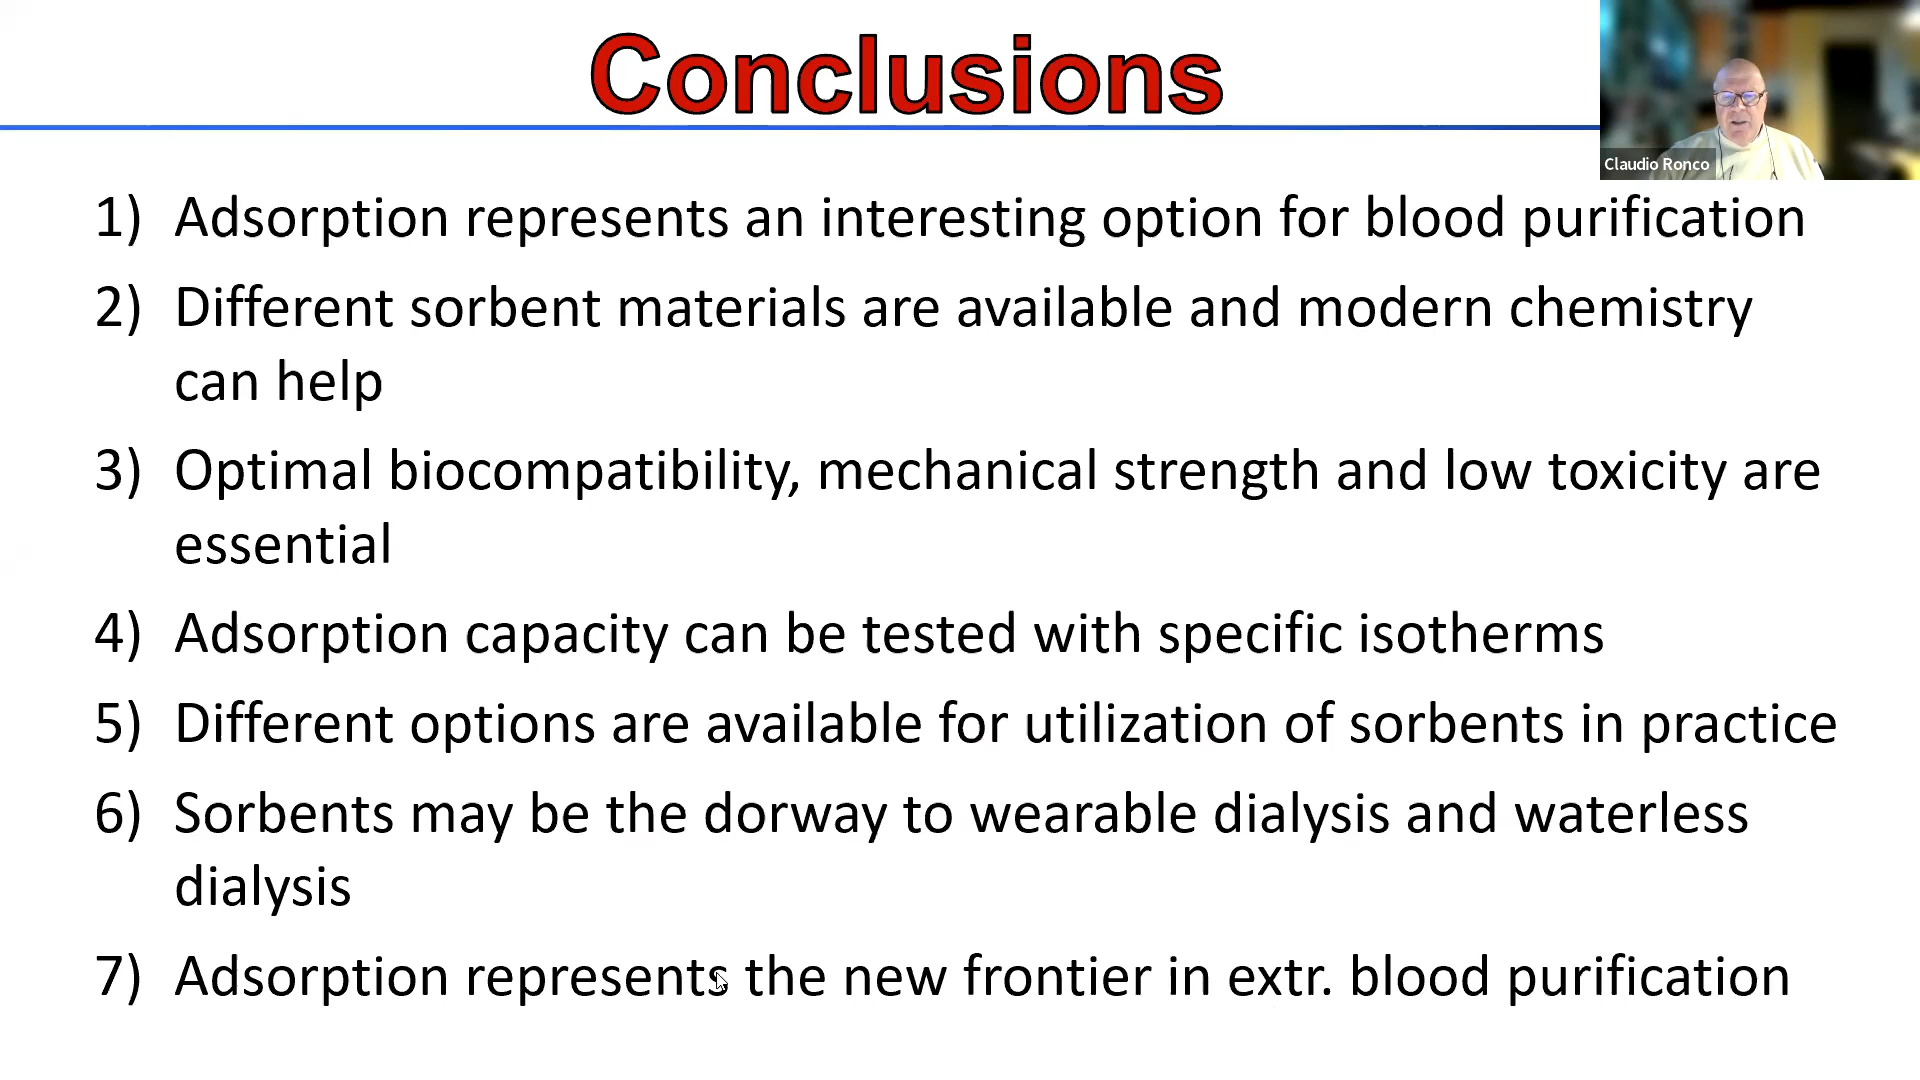 Conclusions
Claudio Ronco
1) Adsorption represents an interesting option for blood purification
2) Different sorbent materials are available and modern chemistry
can help
3) Optimal biocompatibility, mechanical strength and low toxicity are
essential
4) Adsorption capacity can be tested with specific isotherms
5) Different options are available for utilization of sorbents in practice
6) Sorbents may be the dorway to wearable dialysis and waterless
dialysis
7) Adsorption represents the new frontier in extr. blood purification